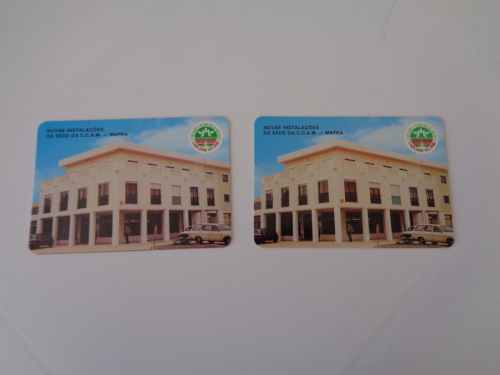 NOVAS INSTALAÇÕES
DA SEDE DA C.C.A.M. — MAFRA
NOVAS INSTALAÇÕES
DA SEDE DA C.C.A.M. — MAFRA